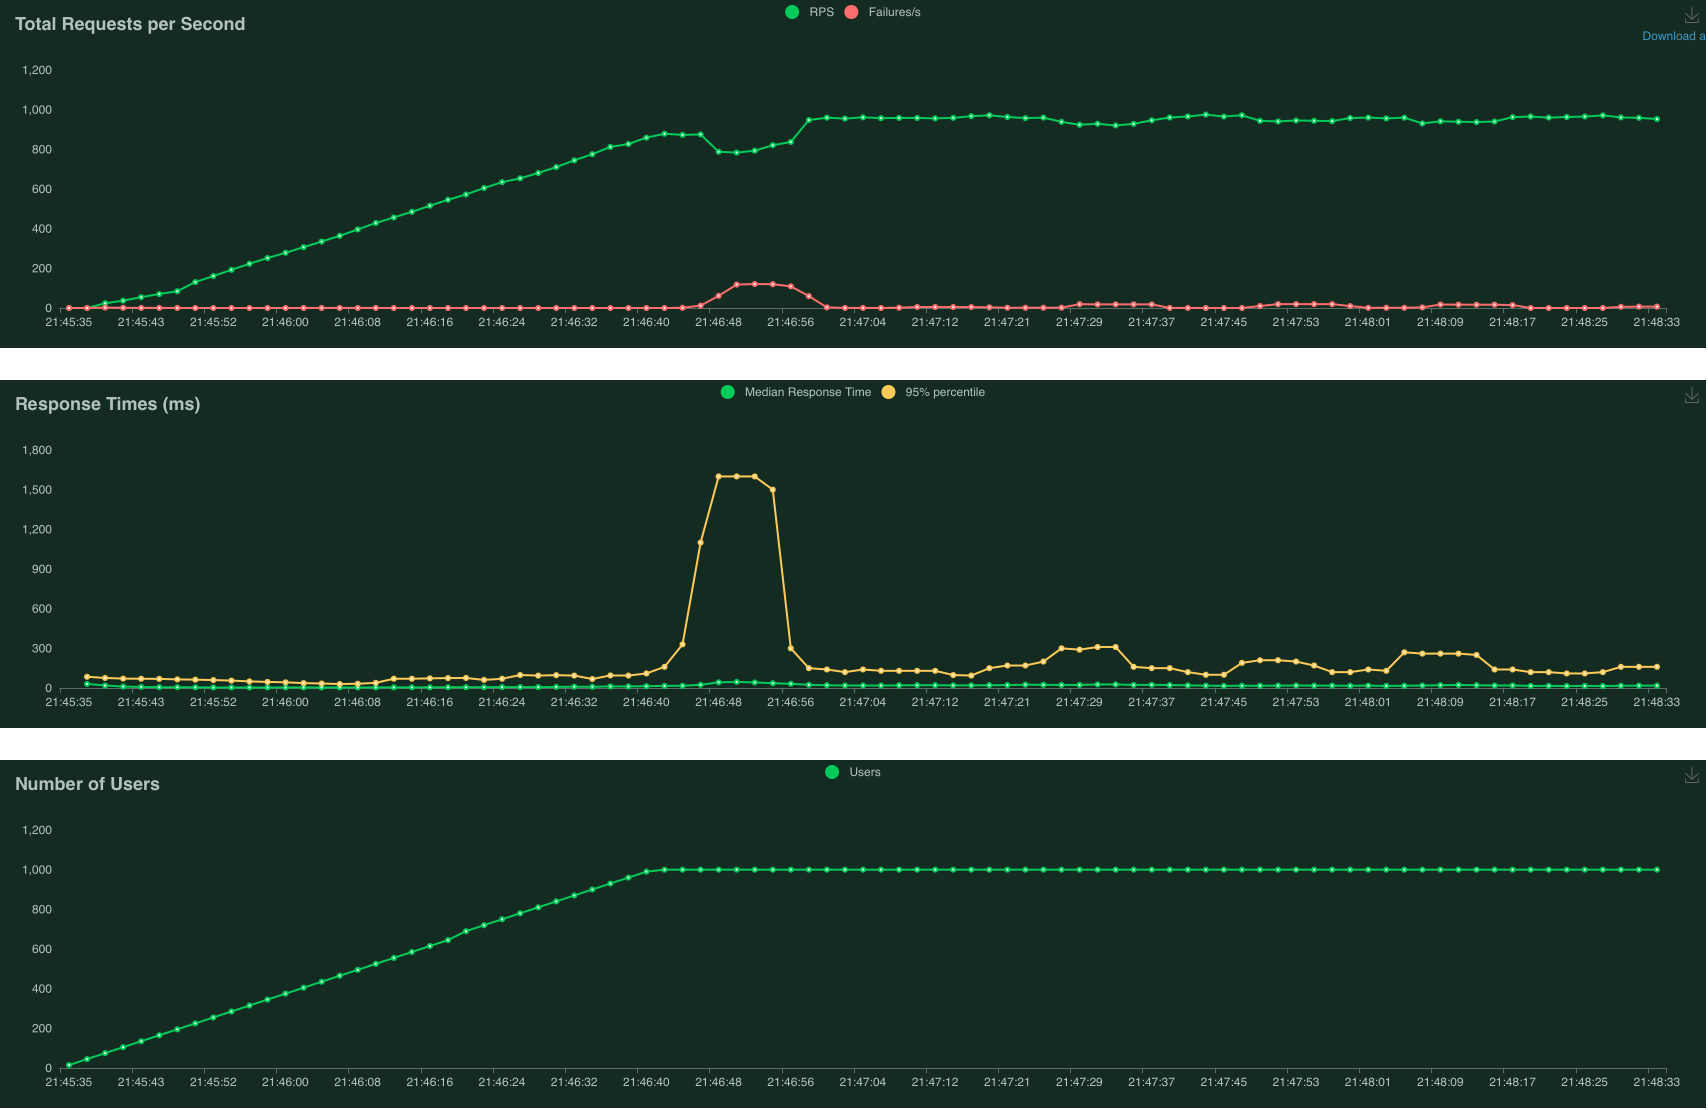 Total Requests per Second
RPS Failures/s
Download a
1,200
1,000
800
600
400
200
0
21:45:35 21:45:43 21:45:52 21:46:00 21:46:08 21:46:16 21:46:24 21:46:32 21:46:40 21:46:48 21:46:56 21:47:04 21:47:12 21:47:21 21:47:29 21:47:37 21:47:45 21:47:53 21:48:01 21:48:09 21:48:17 21:48:25 21:48:33
Response Times (ms)
Median Response Time 95% percentile
1,800
1,500
1,200
900
600
300
0
21:45:35 21:45:43 21:45:52 21:46:00 21:46:08 21:46:16 21:46:24 21:46:32 21:46:40 21:46:48 21:46:56 21:47:04 21:47:12 21:47:21 21:47:29 21:47:37 21:47:45 21:47:53 21:48:01 21:48:09 21:48:17 21:48:25 21:48:33
Number of Users
Users
1,200
1,000
800
600
400
200
0
21:45:35 21:45:43 21:45:52 21:46:00 21:46:08 21:46:16 21:46:24 21:46:32 21:46:40 21:46:48 21:46:56 21:47:04 21:47:12 21:47:21 21:47:29 21:47:37 21:47:45 21:47:53 21:48:01 21:48:09 21:48:17 21:48:25 21:48:33